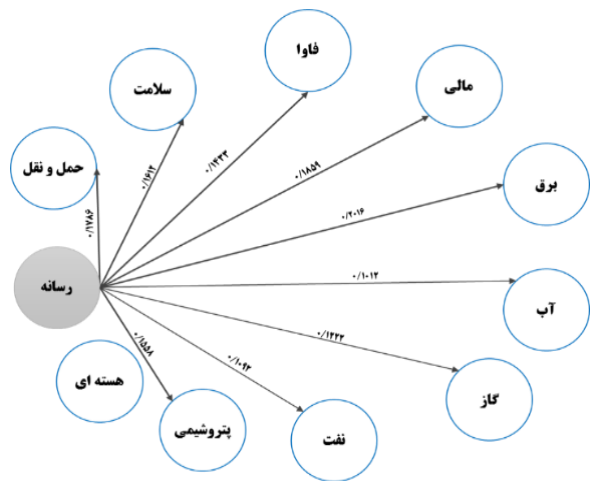 فاوا
مالی
سلامت
برق
حمل و نقل
رسانه
آب
هسته ای
گاز
پتروشیمی
نفت
۰/۱۷۸۶
۰/۱۶۱۲
۰/۱۴۳۳
۰/۱۸۵۹
۰/۲۰۱۶
۰/۱۰۱۲
۰/۱۲۲۲
۰/۱۰۹۲
۰/۱۵۵۸